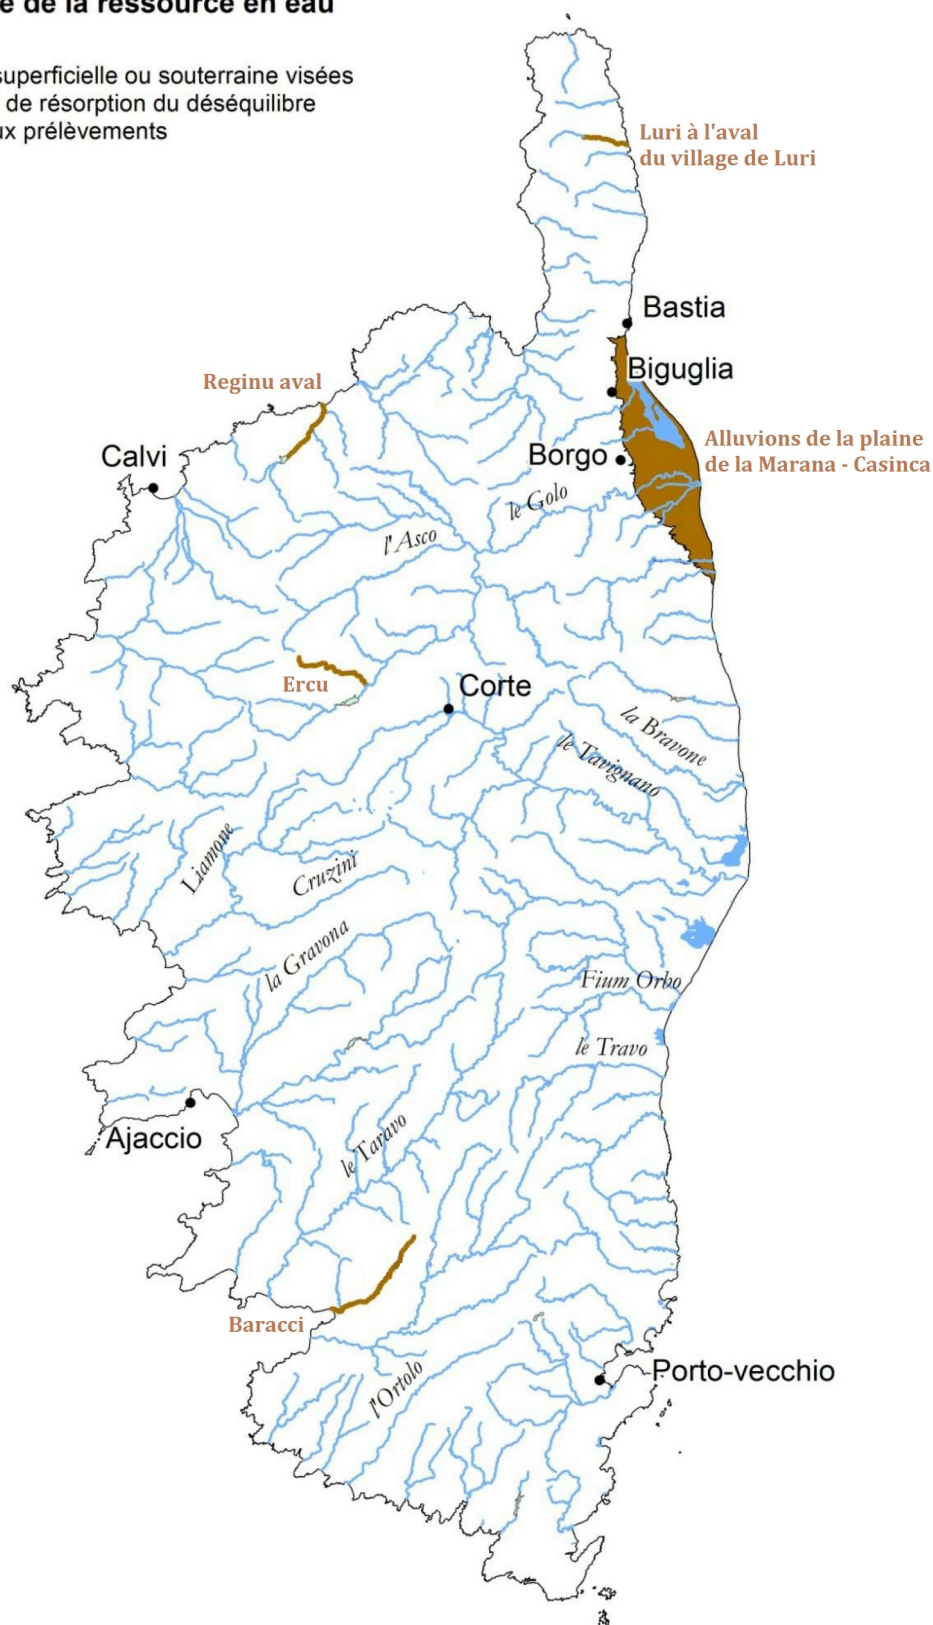 e de la ressource en eau
superficielle ou souterraine visées
de résorption du déséquilibre
ux prélèvements
Luri à l'aval
du village de Luri
Bastia
Biguglia
Reginu aval
Alluvions de la plaine
de la Marana - Casinca
Calvi
Borgo
le Golo
l'Asco
Ercu
Corte
la Bravone
le Tavignano
Liamone
Cruzini
la Gravona
Fium Orbo
le Travo
Ajaccio
le Taravo
Baracci
l'Ortolo
Porto-vecchio